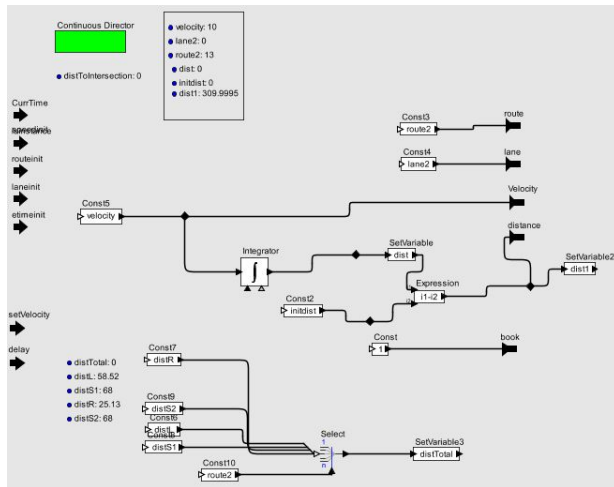 Continuous Director
velocity: 10
lane2: 0
route2: 13
dist: 0
initdist: 0
dist1: 309.9995
distToIntersection: 0
CurrTime
routeinit
laneinit
etimeinit
setVelocity
delay
Const3
route2
route
Const4
lane2
lane
Const5
velocity
Velocity
distance
Integrator
∫
SetVariable
dist
SetVariable2
dist1
Expression
i1-i2
Const2
initdist
Const
1
book
Const7
distR
distTotal: 0
distL: 58.52
distS1: 68
distR: 25.13
distS2: 68
Const9
distS2
Const6
distL
distS1
Select
1
n
SetVariable3
distTotal
Const10
route2